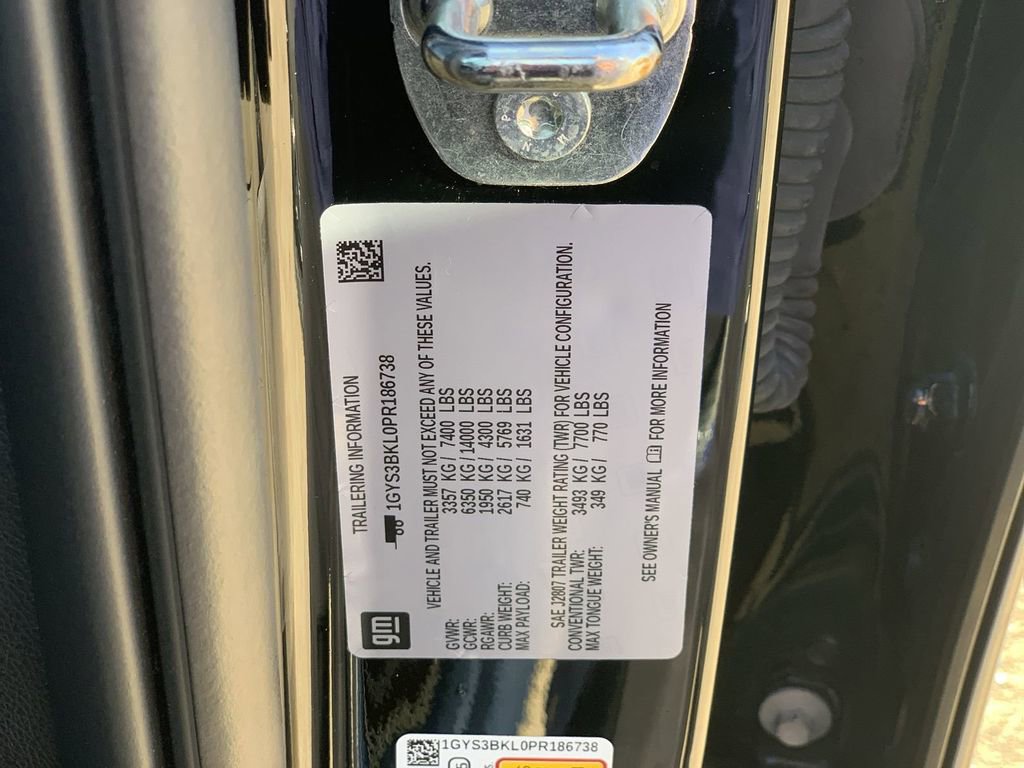 TRAILERING INFORMATION
gm
1GYS3BKL0PR186738
VEHICLE AND TRAILER MUST NOT EXCEED ANY OF THESE VALUES.
GVWR: 3357 KG / 7400 LBS
GCWR: 6350 KG / 14000 LBS
RGAWR: 1950 KG / 4300 LBS
CURB WEIGHT: 2617 KG / 5769 LBS
MAX PAYLOAD: 740 KG / 1631 LBS
SAE J2807 TRAILER WEIGHT RATING (TWR) FOR VEHICLE CONFIGURATION.
CONVENTIONAL TWR: 3493 KG / 7700 LBS
MAX TONGUE WEIGHT: 349 KG / 770 LBS
SEE OWNER'S MANUAL FOR MORE INFORMATION
1GYS3BKL0PR186738